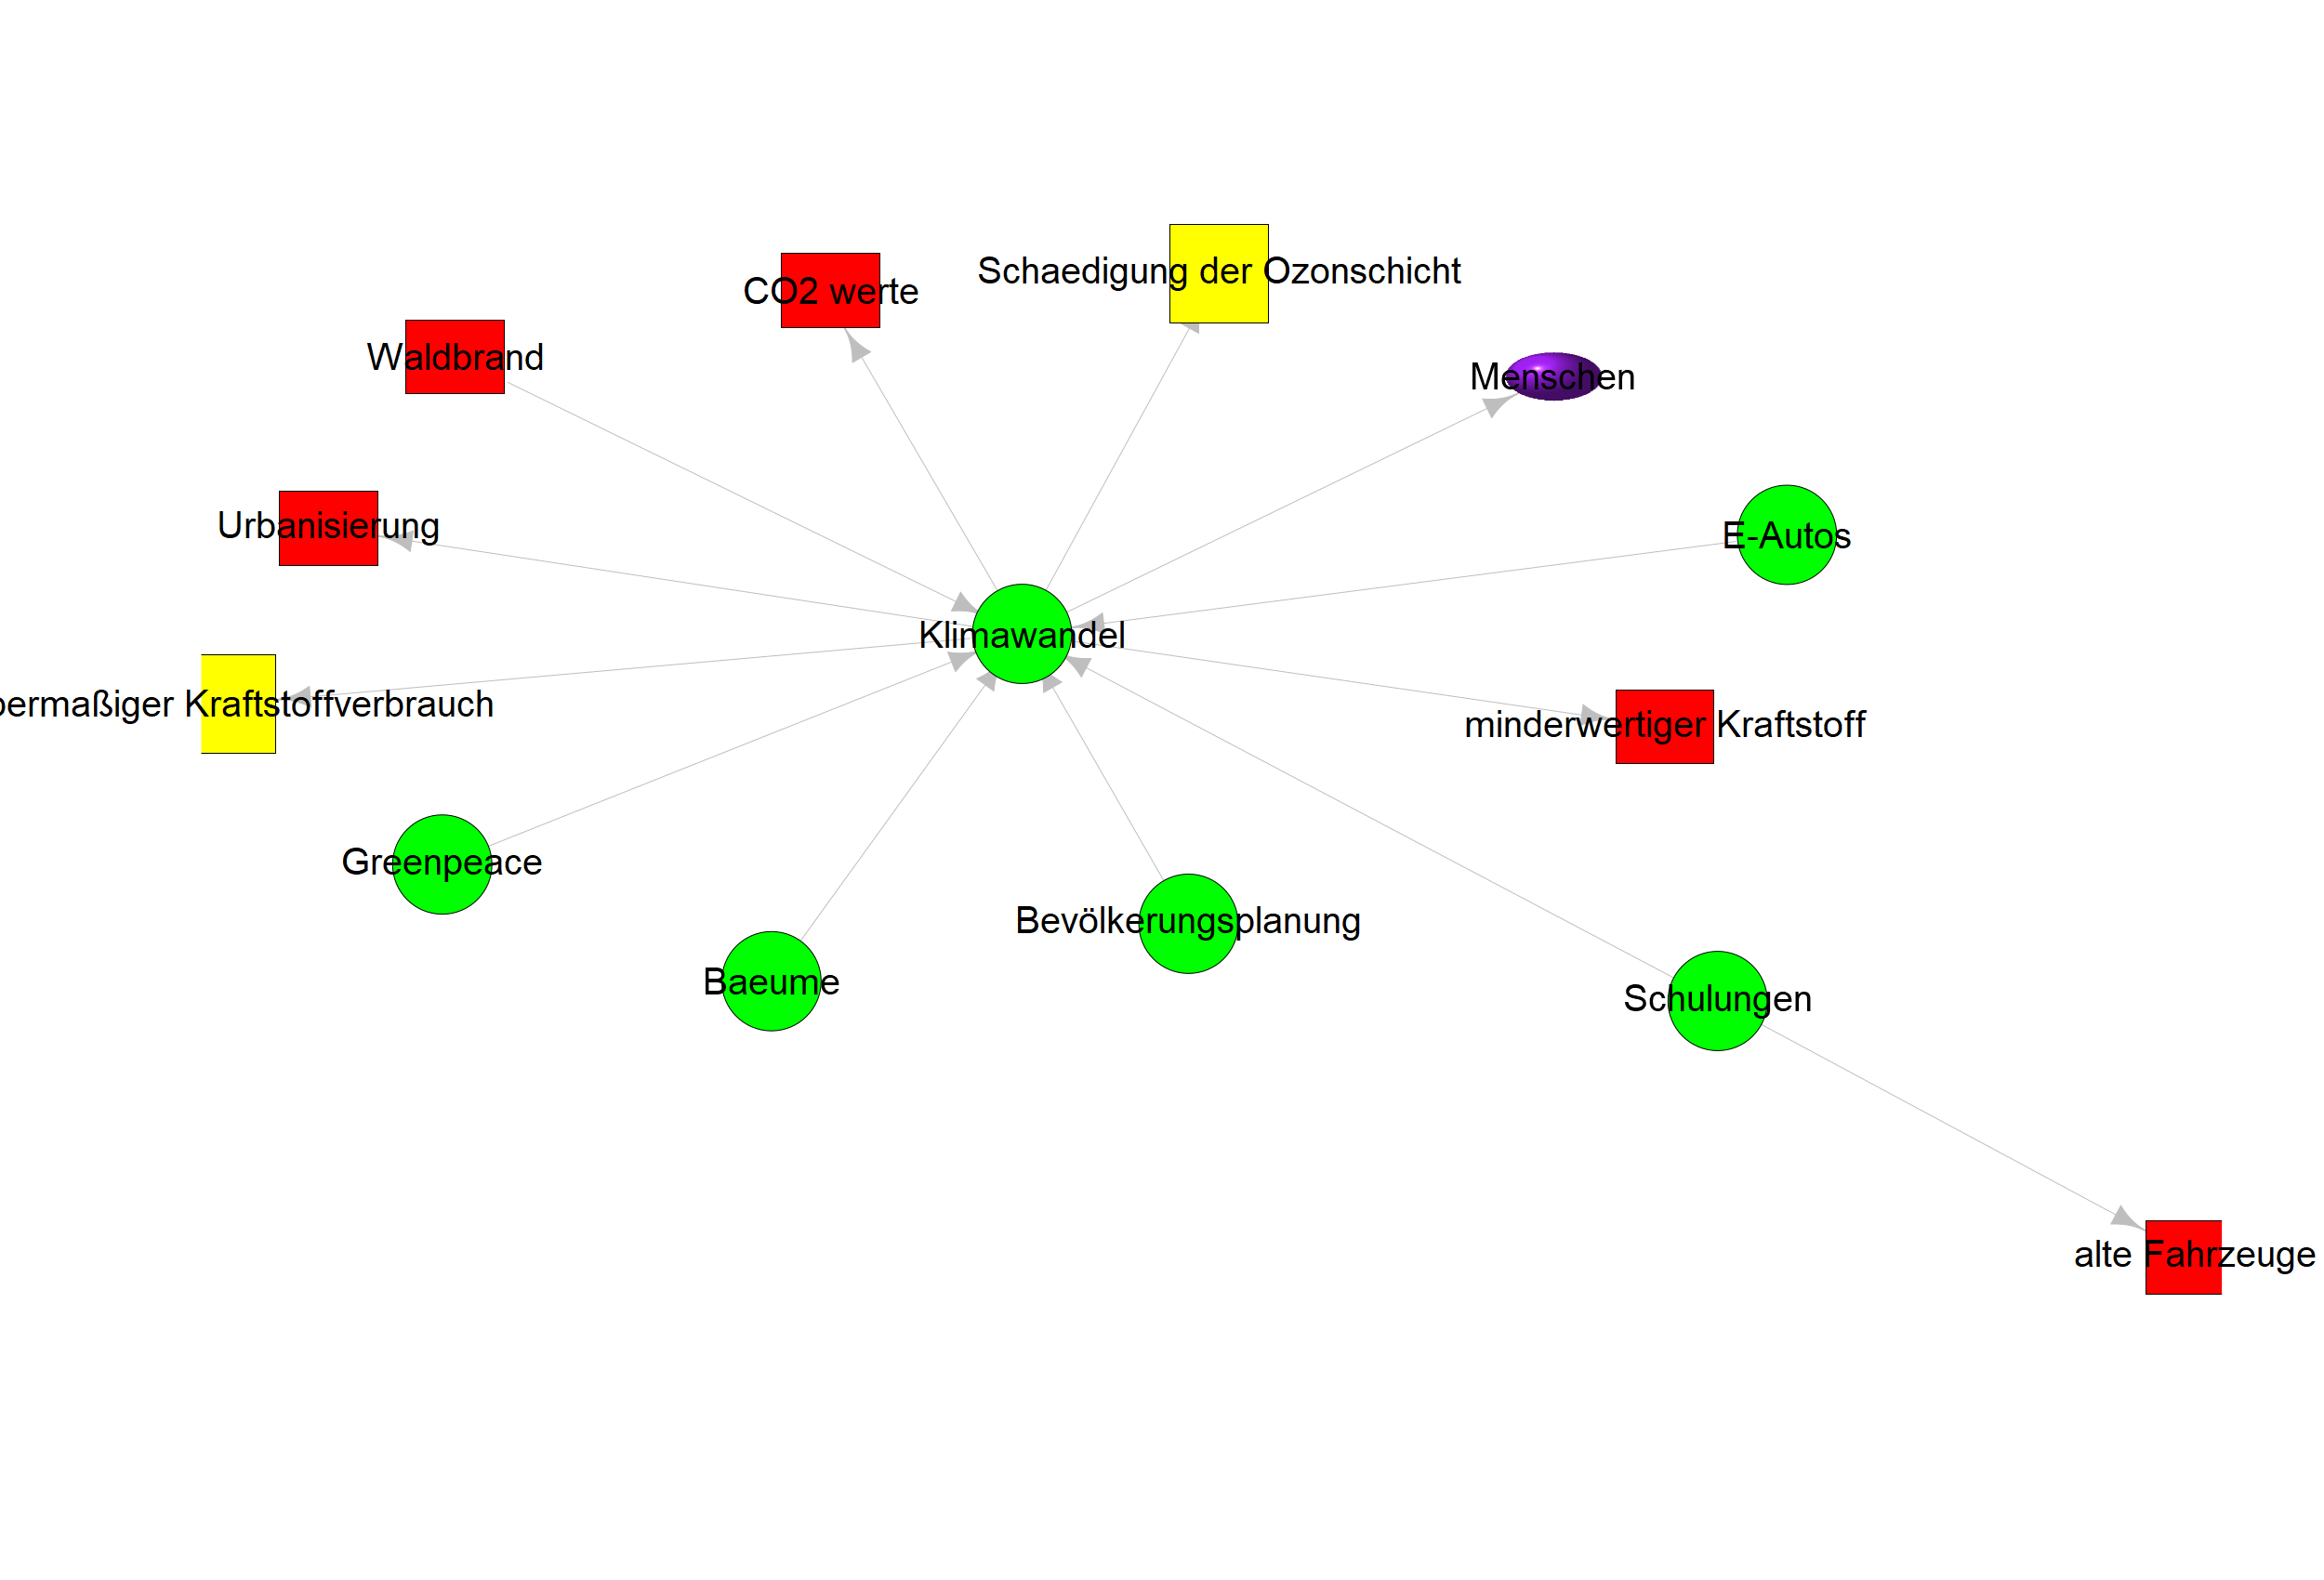 Schaedigung der Ozonschicht
CO2 werte
Waldbrand
Menschen
Urbanisierung
E-Autos
Klimawandel
Kraftstoffverbrauch
minderwertiger Kraftstoff
Greenpeace
Bevölkerungsplanung
Baeume
Schulungen
alte Fahrzeuge